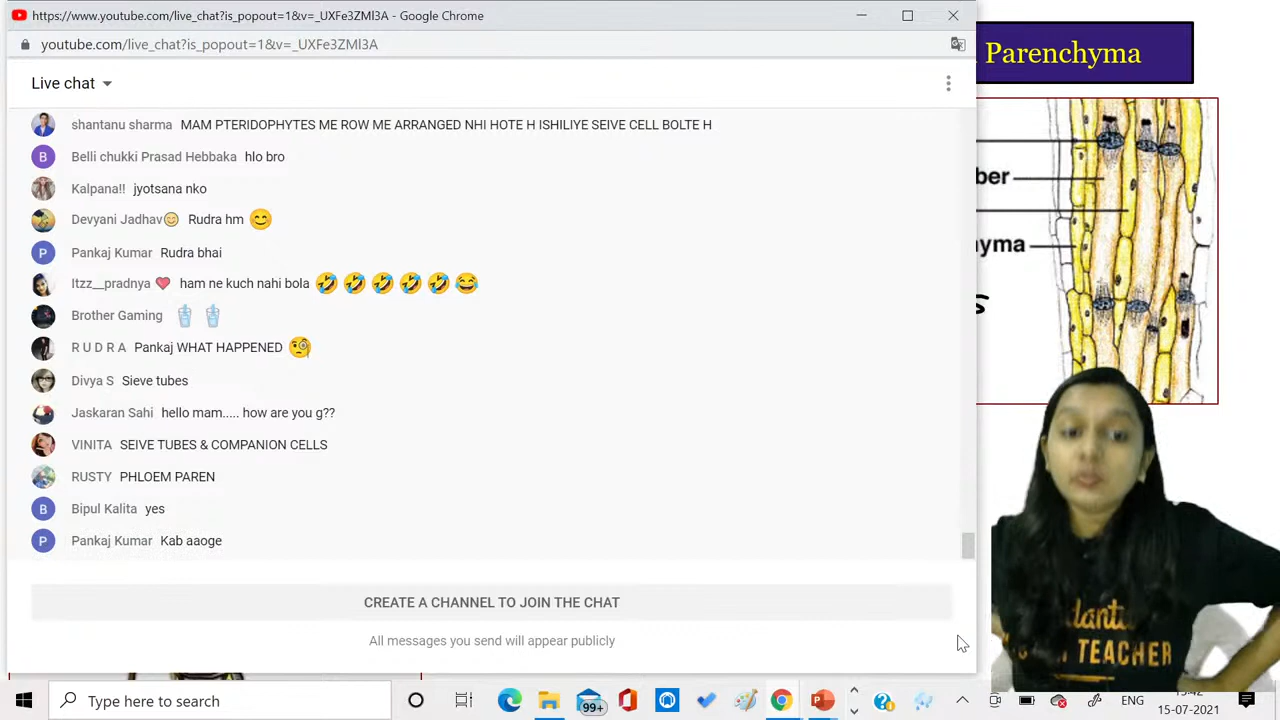 https://www.youtube.com/live_chat?is_popout=1&v=_UXFe3ZMl3A - Google Chrome
youtube.com/live_chat?is_popout=1&v=_UXFe3ZMl3A
Parenchyma
Live chat
shantanu sharma MAM PTERIDOPHYTES ME ROW ME ARRANGED NHI HOTE H ISHILIYE SEIVE CELL BOLTE H
Belli chukki Prasad Hebbaka hlo bro
Kalpana!! jyotsana nko
ber
Devyani Jadhav😊 Rudra hm 😊
yma
Pankaj Kumar Rudra bhai
Itzz__pradnya ❤️ ham ne kuch nahi bola 🤣 🤣 🤣 🤣 🤣 😂
s
Brother Gaming 🥤 🥤
R U D R A Pankaj WHAT HAPPENED 🧐
Divya S Sieve tubes
Jaskaran Sahi hello mam..... how are you g??
VINITA SEIVE TUBES & COMPANION CELLS
RUSTY PHLOEM PAREN
Bipul Kalita yes
Pankaj Kumar Kab aaoge
CREATE A CHANNEL TO JOIN THE CHAT
All messages you send will appear publicly
dantu
TEACHER
Type here to search
99+
ENG
15:42
15-07-2021